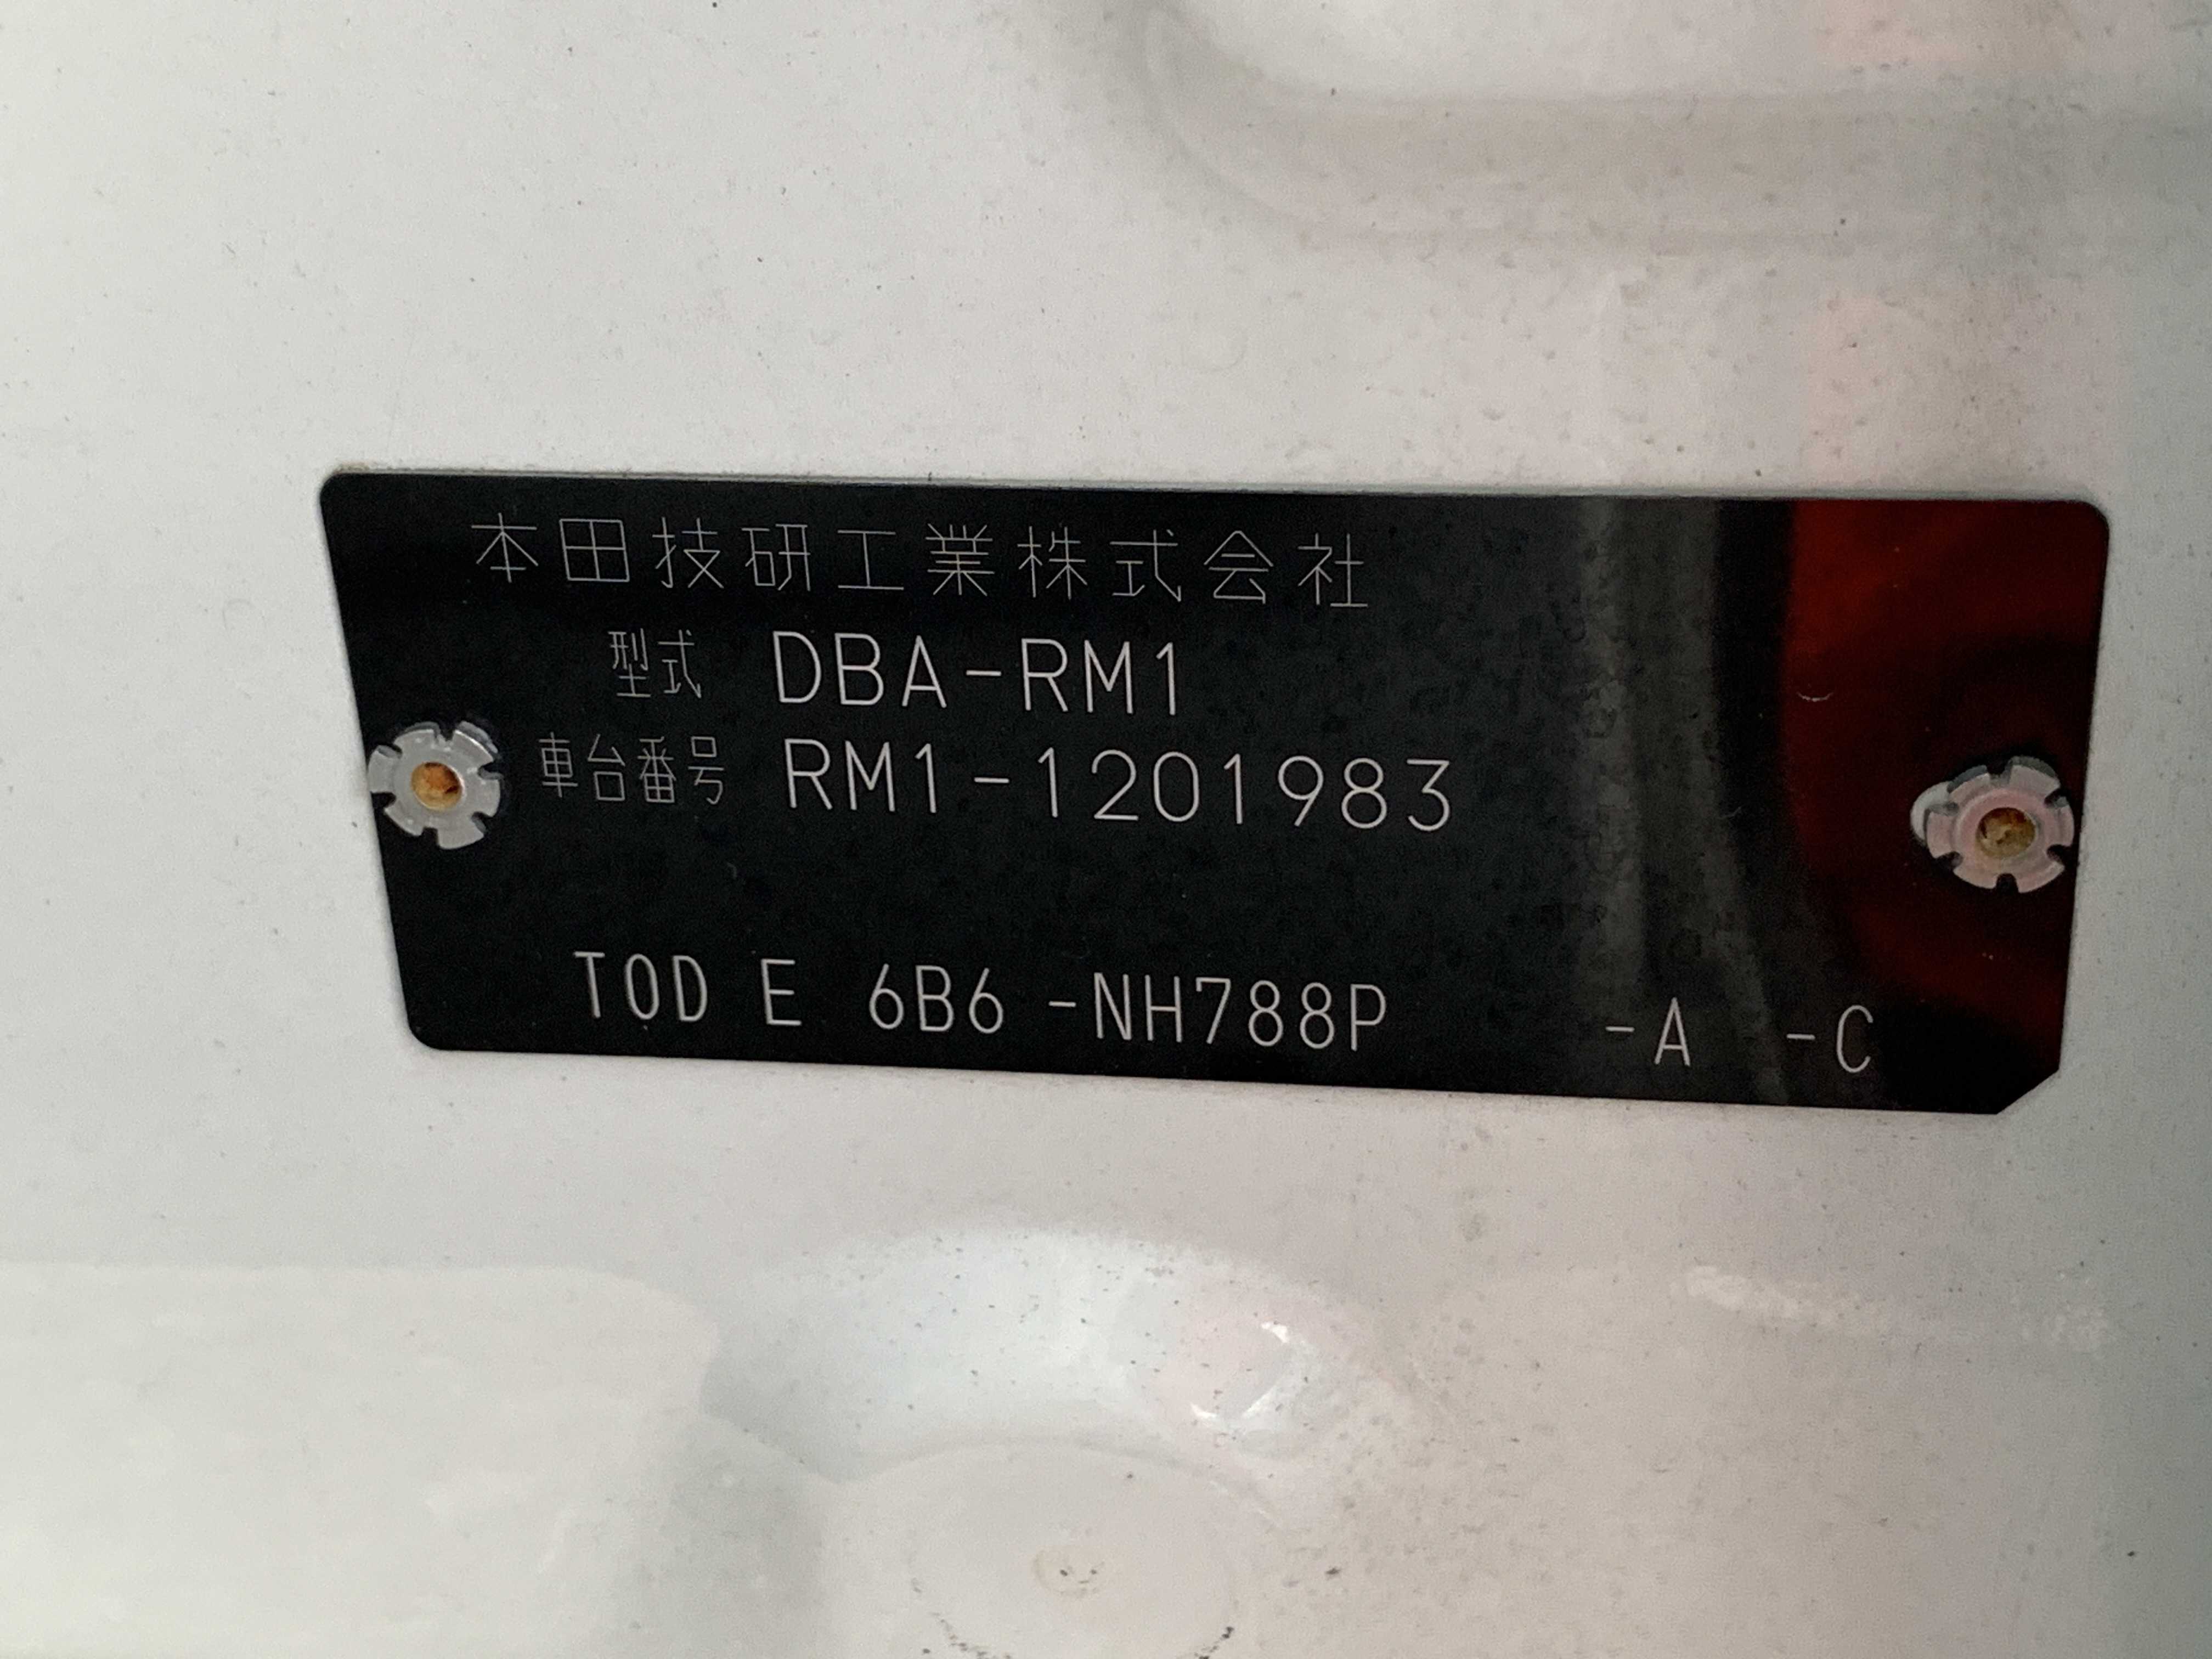 本田技研工業株式会社
型式 DBA-RM1
車台番号 RM1-1201983
TOD E 6B6 -NH788P -A -C